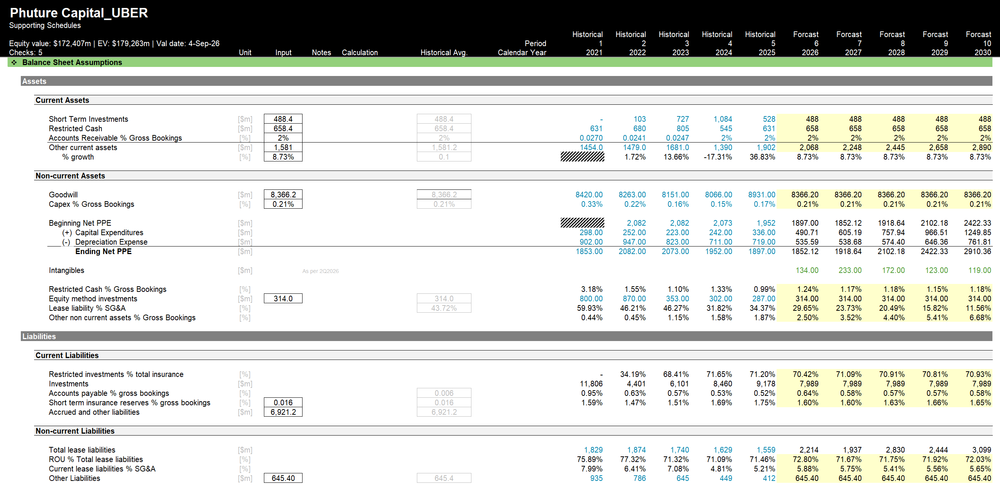 Phuture Capital_UBER
Supporting Schedules
Historical Historical Historical Historical Historical Forcast Forcast Forcast Forcast Forcast
Equity value: $172,407m | EV: $179,263m | Val date: 4-Sep-26 Period 1 2 3 4 5 6 7 8 9 10
Checks: 5 Unit Input Notes Calculation Historical Avg. Calendar Year 2021 2022 2023 2024 2025 2026 2027 2028 2029 2030
❖ Balance Sheet Assumptions
Assets
Current Assets
Short Term Investments [$m] 488.4 488.4 - 103 727 1,084 528 488 488 488 488 488
Restricted Cash [$m] 658.4 658.4 631 680 805 545 631 658 658 658 658 658
Accounts Receivable % Gross Bookings [%] 2% 2% 0.0270 0.0241 0.0247 2% 2% 2% 2% 2% 2% 2%
Other current assets [$m] 1,581 1,581.2 1454.0 1479.0 1681.0 1,390 1,902 2,068 2,248 2,445 2,658 2,890
% growth [%] 8.73% 0.1 1.72% 13.66% -17.31% 36.83% 8.73% 8.73% 8.73% 8.73% 8.73%
Non-current Assets
Goodwill [$m] 8,366.2 8,366.2 8420.00 8263.00 8151.00 8066.00 8931.00 8366.20 8366.20 8366.20 8366.20 8366.20
Capex % Gross Bookings [%] 0.21% 0.21% 0.33% 0.22% 0.16% 0.15% 0.17% 0.21% 0.21% 0.21% 0.21% 0.21%
Beginning Net PPE [$m] 2,082 2,082 2,073 1,952 1897.00 1852.12 1918.64 2102.18 2422.33
(+) Capital Expenditures [$m] 298.00 252.00 223.00 242.00 336.00 490.71 605.19 757.94 966.51 1249.85
(-) Depreciation Expense [$m] 902.00 947.00 823.00 711.00 719.00 535.59 538.68 574.40 646.36 761.81
Ending Net PPE [$m] 1853.00 2082.00 2073.00 1952.00 1897.00 1852.12 1918.64 2102.18 2422.33 2910.36
Intangibles [$m] As per 2Q2026 134.00 233.00 172.00 123.00 119.00
Restricted Cash % Gross Bookings [%] 3.18% 1.55% 1.10% 1.33% 0.99% 1.24% 1.17% 1.18% 1.15% 1.18%
Equity method investments [$m] 314.0 314.0 800.00 870.00 353.00 302.00 287.00 314.00 314.00 314.00 314.00 314.00
Lease liability % SG&A [%] 43.72% 59.93% 46.21% 46.27% 31.82% 34.37% 29.65% 23.73% 20.49% 15.82% 11.56%
Other non current assets % Gross Bookings [%] 0.44% 0.45% 1.15% 1.58% 1.87% 2.50% 3.52% 4.40% 5.41% 6.68%
Liabilities
Current Liabilities
Restricted investments % total insurance [%] - 34.19% 68.41% 71.65% 71.20% 70.42% 71.09% 70.91% 70.81% 70.93%
Investments [$m] 11,806 4,401 6,101 8,460 9,178 7,989 7,989 7,989 7,989 7,989
Accounts payable % gross bookings [%] 0.006 0.95% 0.63% 0.57% 0.53% 0.52% 0.64% 0.58% 0.57% 0.57% 0.58%
Short term insurance reserves % gross bookings [%] 0.016 0.016 1.59% 1.47% 1.51% 1.69% 1.75% 1.60% 1.60% 1.63% 1.66% 1.65%
Accrued and other liabilities [$m] 6,921.2 6,921.2
Non-current Liabilities
Total lease liabilities [$m] 1,829 1,874 1,740 1,629 1,559 2,214 1,937 2,830 2,444 3,099
ROU % Total lease liabilities [%] 75.89% 77.32% 71.32% 71.09% 71.46% 72.80% 71.67% 71.75% 71.92% 72.03%
Current lease liabilities % SG&A [%] 7.99% 6.41% 7.08% 4.81% 5.21% 5.88% 5.75% 5.41% 5.56% 5.65%
Other Liabilities [$m] 645.40 645.4 935 786 645 449 412 645.40 645.40 645.40 645.40 645.40